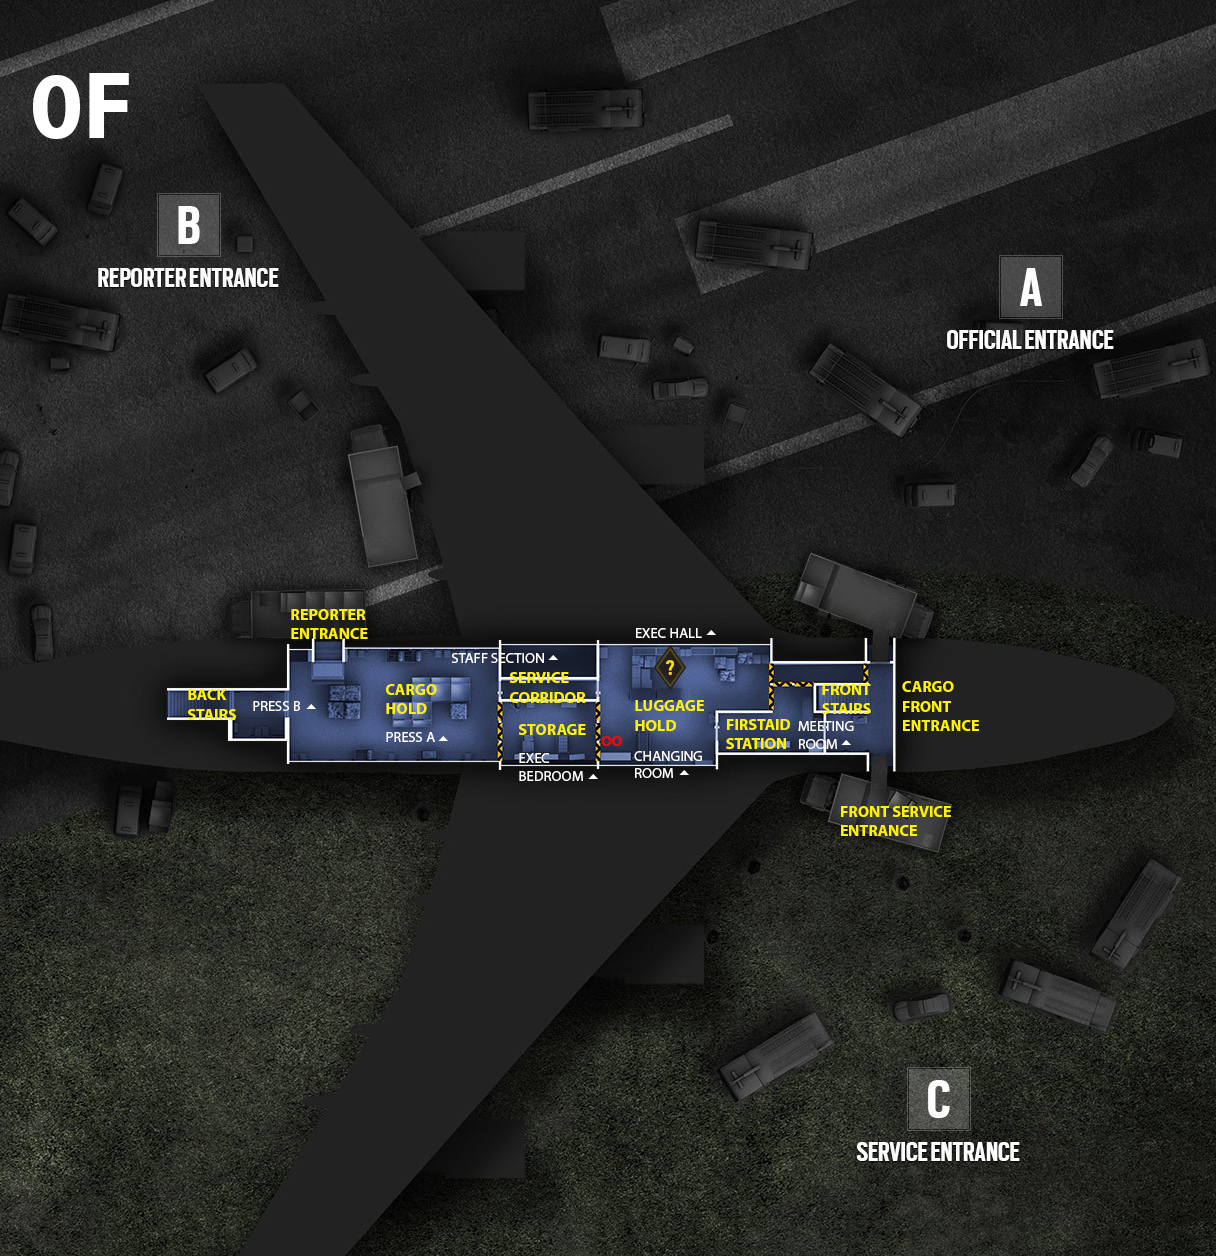 0F
B
REPORTER ENTRANCE
A
OFFICIAL ENTRANCE
REPORTER
ENTRANCE
EXEC HALL
STAFF SECTION
?
SERVICE
CORRIDOR
BACK
STAIRS
PRESS B
CARGO
HOLD
PRESS A
STORAGE
EXEC
BEDROOM
LUGGAGE
HOLD
CHANGING
ROOM
FIRSTAID
STATION
FRONT
STAIRS
MEETING
ROOM
CARGO
FRONT
ENTRANCE
FRONT SERVICE
ENTRANCE
C
SERVICE ENTRANCE